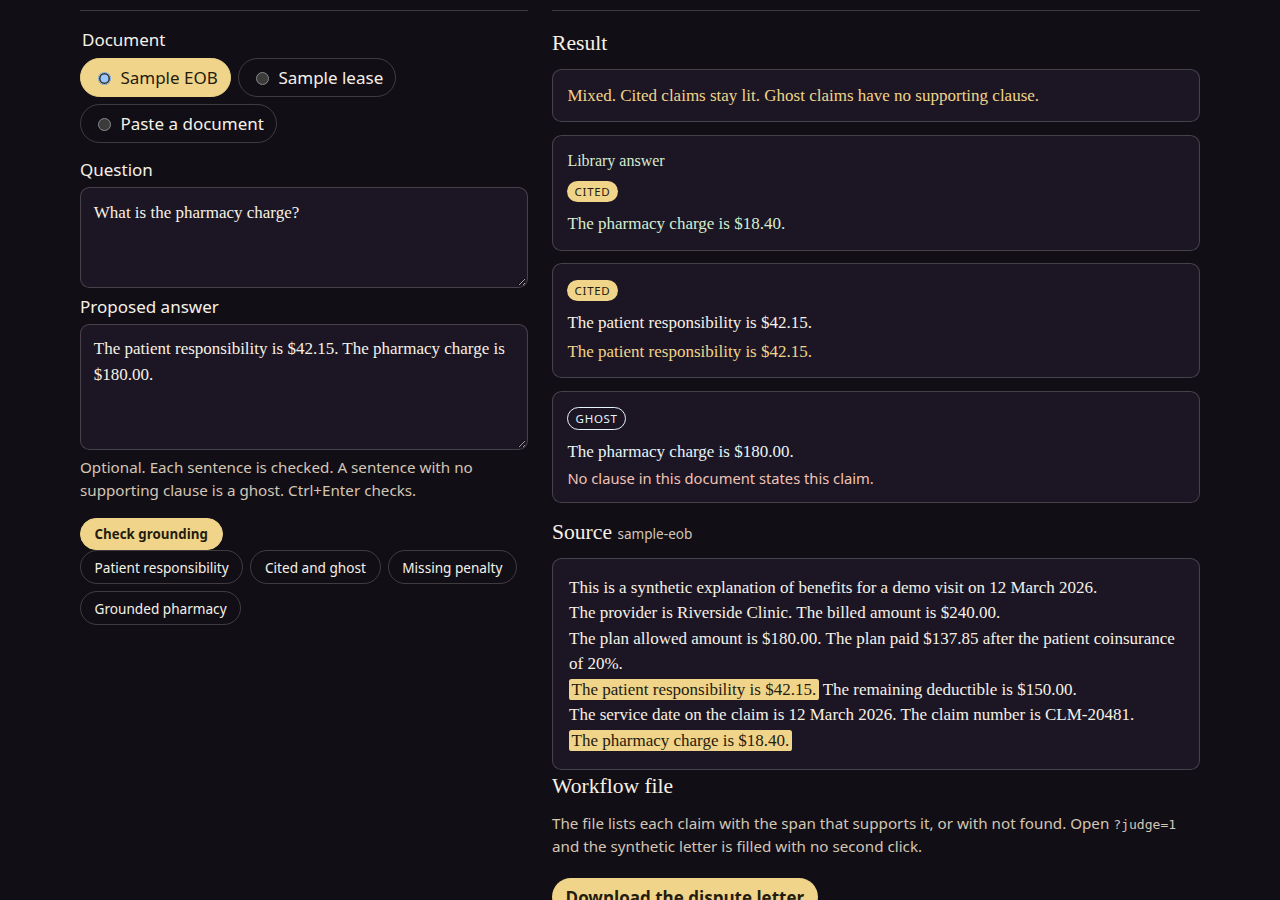 Document
Sample EOB
Sample lease
Paste a document
Question
What is the pharmacy charge?
Proposed answer
The patient responsibility is $42.15. The pharmacy charge is
$180.00.
Optional. Each sentence is checked. A sentence with no
supporting clause is a ghost. Ctrl+Enter checks.
Check grounding
Patient responsibility
Cited and ghost
Missing penalty
Grounded pharmacy
Result
Mixed. Cited claims stay lit. Ghost claims have no supporting clause.
Library answer
CITED
The pharmacy charge is $18.40.
CITED
The patient responsibility is $42.15.
The patient responsibility is $42.15.
GHOST
The pharmacy charge is $180.00.
No clause in this document states this claim.
Source sample-eob
This is a synthetic explanation of benefits for a demo visit on 12 March 2026.
The provider is Riverside Clinic. The billed amount is $240.00.
The plan allowed amount is $180.00. The plan paid $137.85 after the patient coinsurance
of 20%.
The patient responsibility is $42.15. The remaining deductible is $150.00.
The service date on the claim is 12 March 2026. The claim number is CLM-20481.
The pharmacy charge is $18.40.
Workflow file
The file lists each claim with the span that supports it, or with not found. Open ?judge=1
and the synthetic letter is filled with no second click.
Download the dispute letter